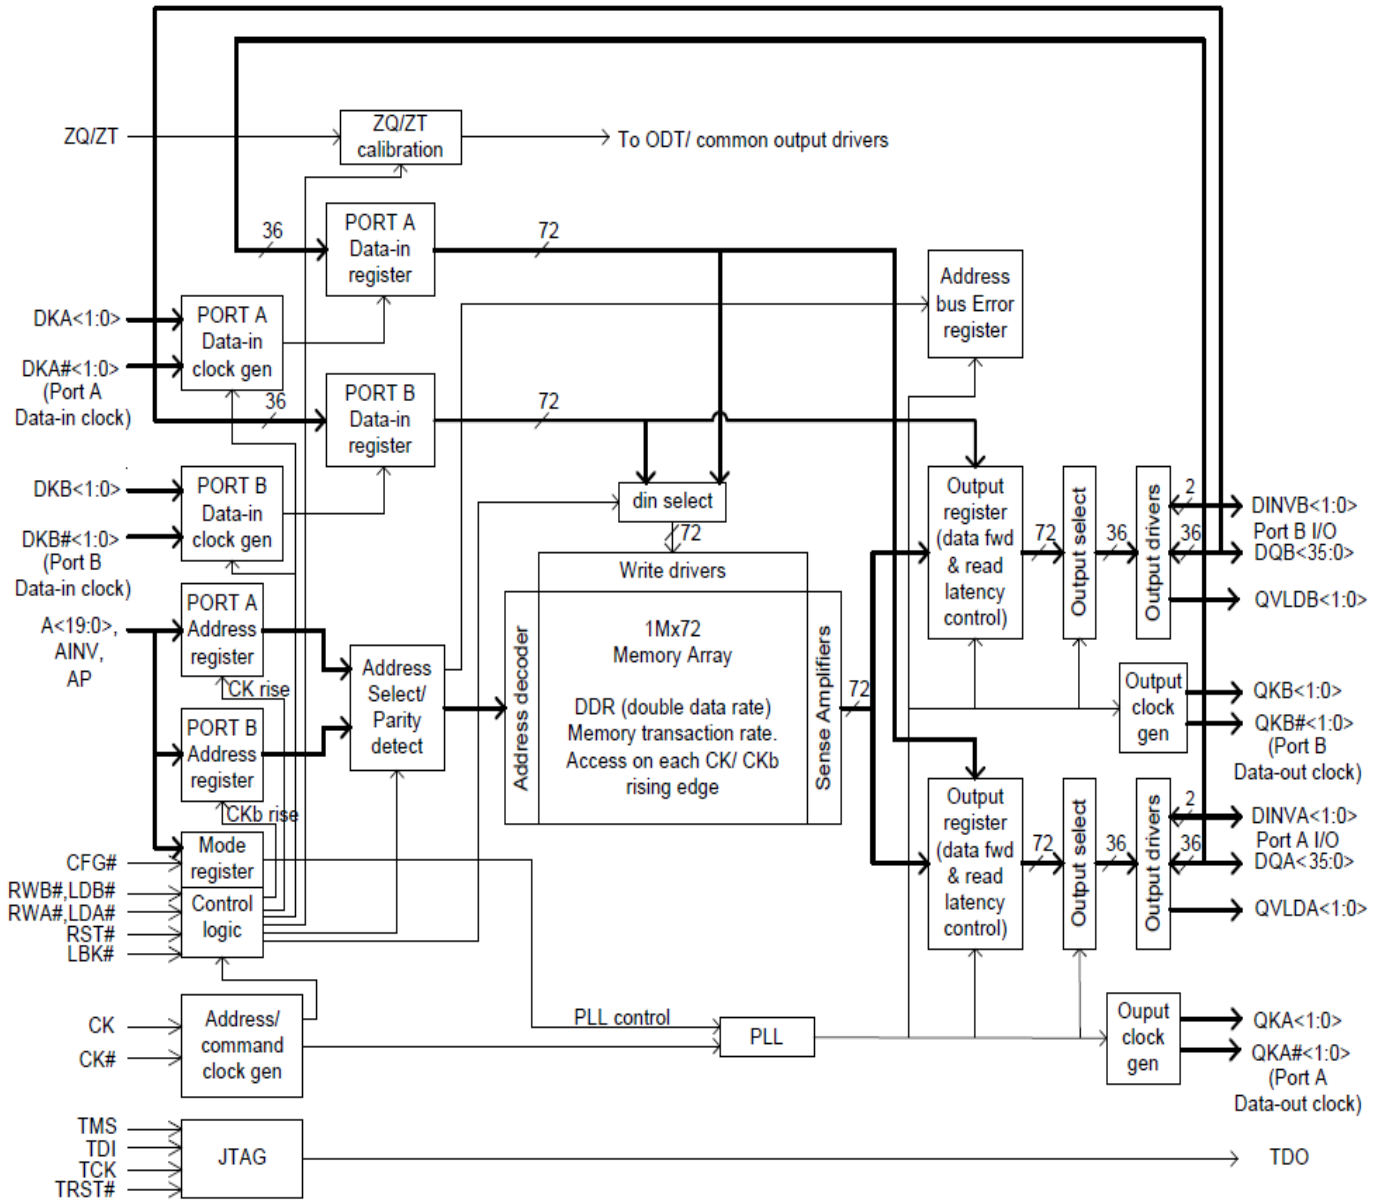 ZQ/ZT
ZQ/ZT
calibration
To ODT/ common output drivers
36
PORT A
Data-in
register
72
Address
bus Error
register
DKA<1:0>
DKA#<1:0>
(Port A
Data-in clock)
PORT A
Data-in
clock gen
36
PORT B
Data-in
register
72
DKB<1:0>
DKB#<1:0>
(Port B
Data-in clock)
PORT B
Data-in
clock gen
din select
72
Write drivers
Output
register
(data fwd
& read
latency
control)
72
Output select
36
Output drivers
2
36
DINVB<1:0>
Port B I/O
DQB<35:0>
QVLDB<1:0>
A<19:0>,
AINV,
AP
PORT A
Address
register
CK rise
PORT B
Address
register
CKb rise
Address
Select/
Parity
detect
Address decoder
1Mx72
Memory Array
DDR (double data rate)
Memory transaction rate.
Access on each CK/ CKb
rising edge
Sense Amplifiers
72
Output
clock
gen
QKB<1:0>
QKB#<1:0>
(Port B
Data-out clock)
Output
register
(data fwd
& read
latency
control)
72
Output select
36
Output drivers
2
36
DINVA<1:0>
Port A I/O
DQA<35:0>
QVLDA<1:0>
CFG#
RWB#,LDB#
RWA#,LDA#
RST#
LBK#
Mode
register
Control
logic
CK
CK#
Address/
command
clock gen
PLL control
PLL
Ouput
clock
gen
QKA<1:0>
QKA#<1:0>
(Port A
Data-out clock)
TMS
TDI
TCK
TRST#
JTAG
TDO